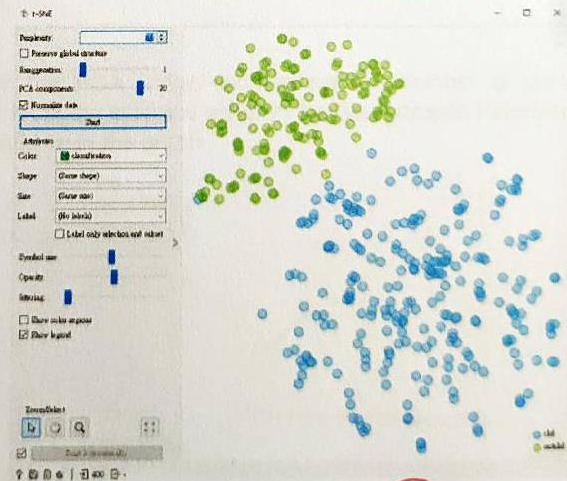 t-SNE
Perplexity:
Preserve global structure
Exaggeration: 1
PCA components: 20
Normalize data
Start
Attributes
Color: classification
Shape: (Same shape)
Size: (Same size)
Label: (No labels)
Label only selection and subset
Symbol size:
Opacity:
Jittering:
Show color regions
Show legend
Zoom/Select
400